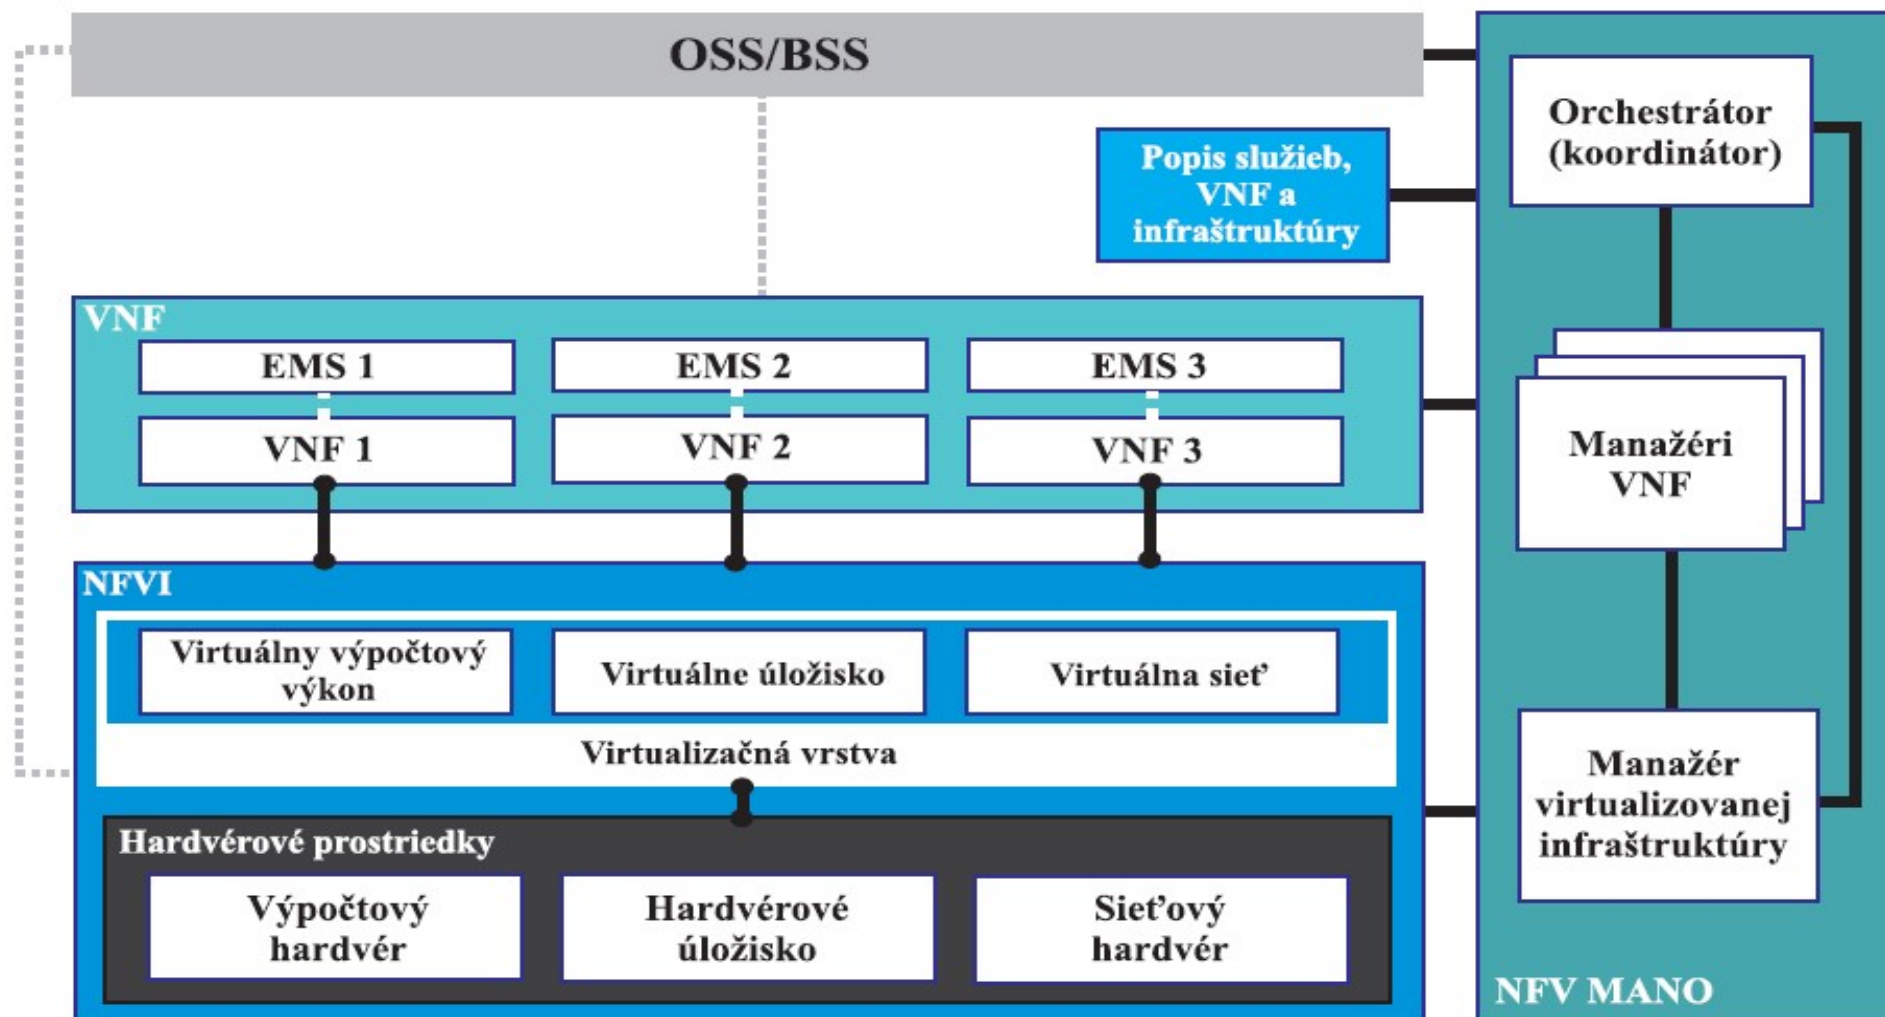 OSS/BSS
Orchestrátor
(koordinátor)
Popis služieb,
VNF a
infraštruktúry
VNF
EMS 1
EMS 2
EMS 3
VNF 1
VNF 2
VNF 3
Manažéri
VNF
NFVI
Virtuálny výpočtový
výkon
Virtuálne úložisko
Virtuálna sieť
Virtualizačná vrstva
Manažér
virtualizovanej
infraštruktúry
Hardvérové prostriedky
Výpočtový
hardvér
Hardvérové
úložisko
Sieťový
hardvér
NFV MANO